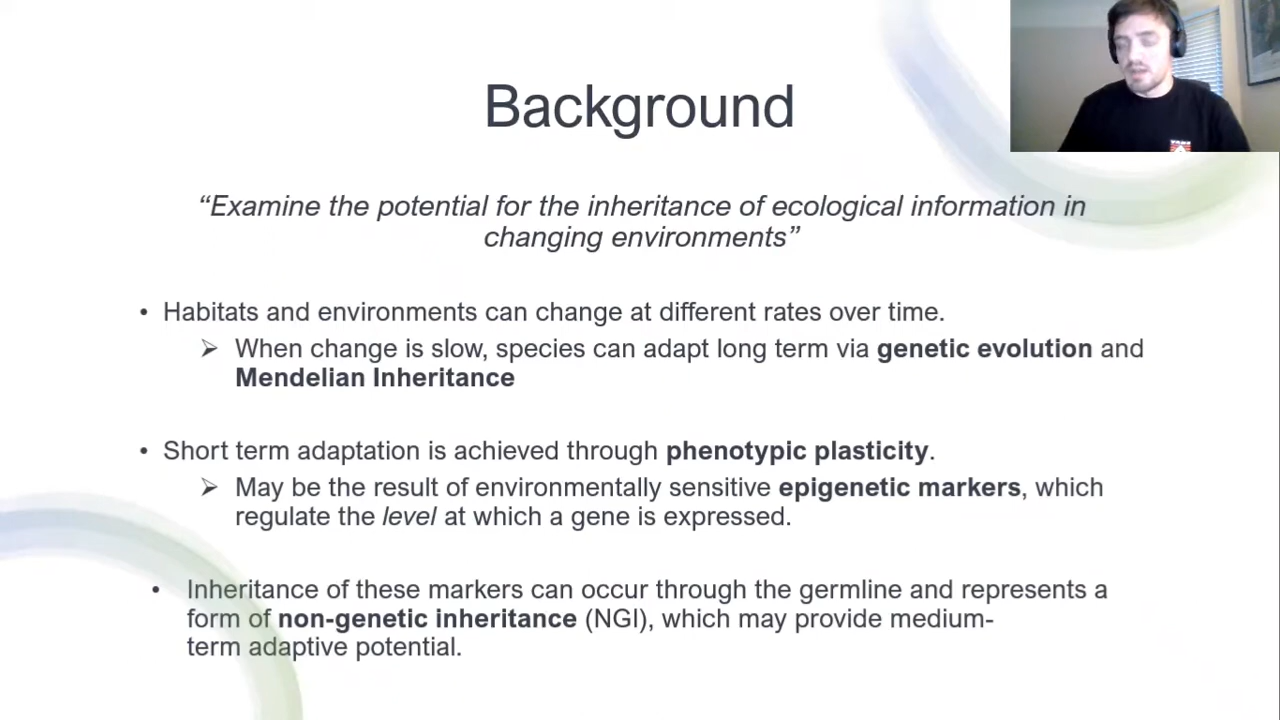 Background
“Examine the potential for the inheritance of ecological information in
changing environments”
• Habitats and environments can change at different rates over time.
➢ When change is slow, species can adapt long term via genetic evolution and
Mendelian Inheritance
• Short term adaptation is achieved through phenotypic plasticity.
➢ May be the result of environmentally sensitive epigenetic markers, which
regulate the level at which a gene is expressed.
• Inheritance of these markers can occur through the germline and represents a
form of non-genetic inheritance (NGI), which may provide medium-
term adaptive potential.